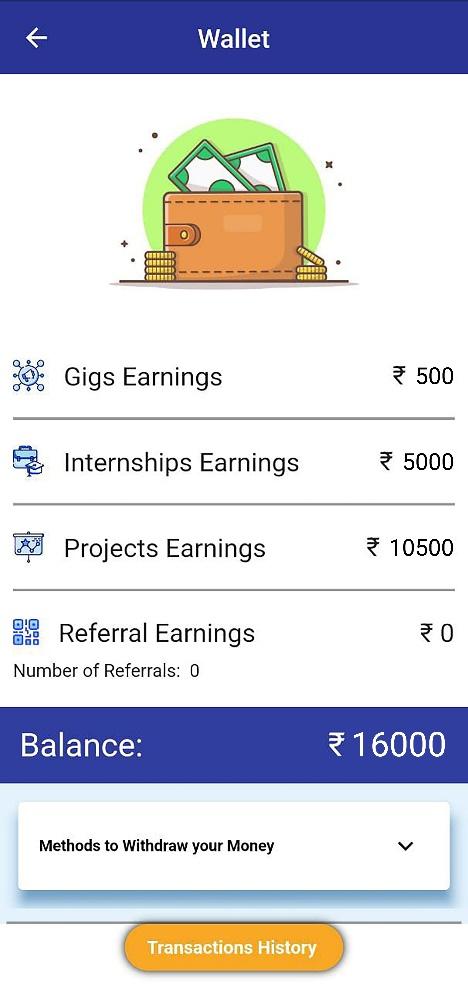 Wallet
Gigs Earnings ₹ 500
Internships Earnings ₹ 5000
Projects Earnings ₹ 10500
Referral Earnings ₹ 0
Number of Referrals: 0
Balance: ₹ 16000
Methods to Withdraw your Money
Transactions History